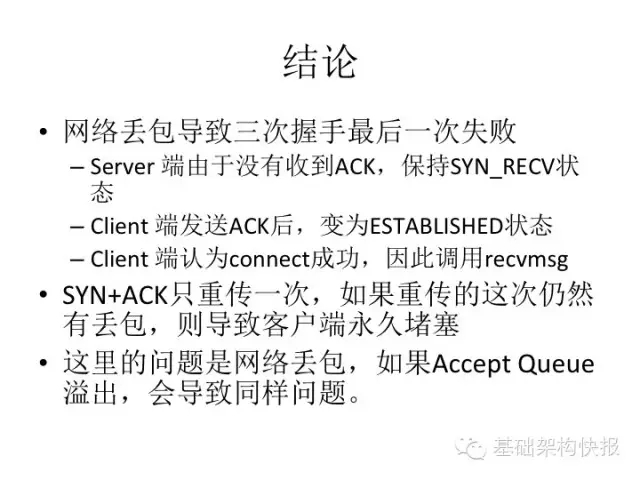 结论
• 网络丢包导致三次握手最后一次失败
– Server 端由于没有收到ACK，保持SYN_RECV状
态
– Client 端发送ACK后，变为ESTABLISHED状态
– Client 端认为connect成功，因此调用recvmsg
• SYN+ACK只重传一次，如果重传的这次仍然
有丢包，则导致客户端永久堵塞
• 这里的问题是网络丢包，如果Accept Queue
溢出，会导致同样问题。
基础架构快报